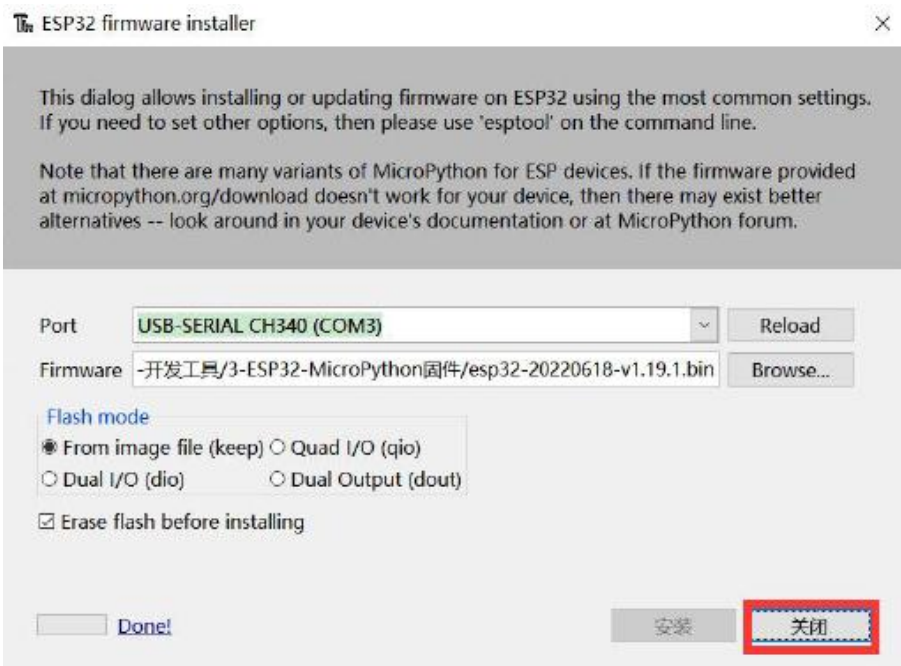 ESP32 firmware installer
This dialog allows installing or updating firmware on ESP32 using the most common settings.
If you need to set other options, then please use 'esptool' on the command line.
Note that there are many variants of MicroPython for ESP devices. If the firmware provided
at micropython.org/download doesn't work for your device, then there may exist better
alternatives -- look around in your device's documentation or at MicroPython forum.
Port USB-SERIAL CH340 (COM3) Reload
Firmware -开发工具/3-ESP32-MicroPython固件/esp32-20220618-v1.19.1.bin Browse...
Flash mode
From image file (keep) Quad I/O (qio)
Dual I/O (dio) Dual Output (dout)
Erase flash before installing
Done! 安装 关闭